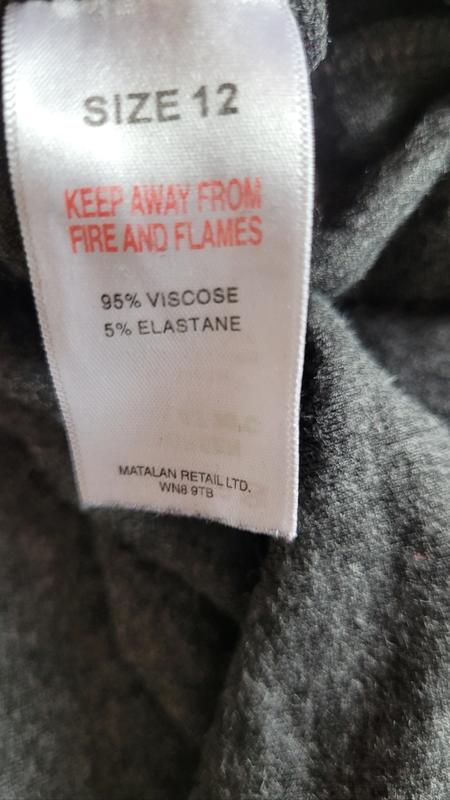 SIZE 12
KEEP AWAY FROM
FIRE AND FLAMES
95% VISCOSE
5% ELASTANE
MATALAN RETAIL LTD.
WN8 9TB